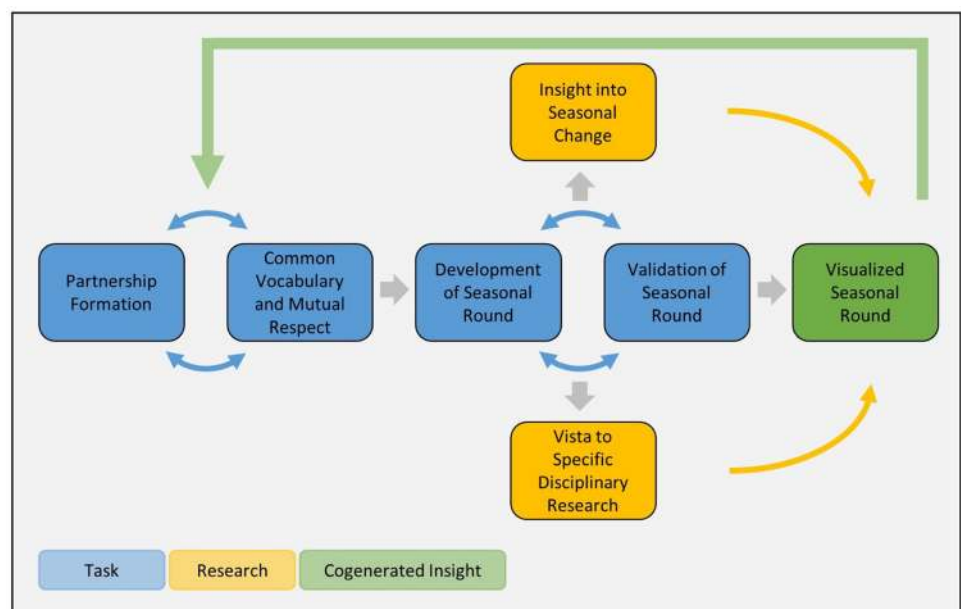 Insight into
Seasonal
Change
Partnership
Formation
Common
Vocabulary
and Mutual
Respect
Development
of Seasonal
Round
Validation of
Seasonal
Round
Visualized
Seasonal
Round
Vista to
Specific
Disciplinary
Research
Task
Research
Cogenerated Insight